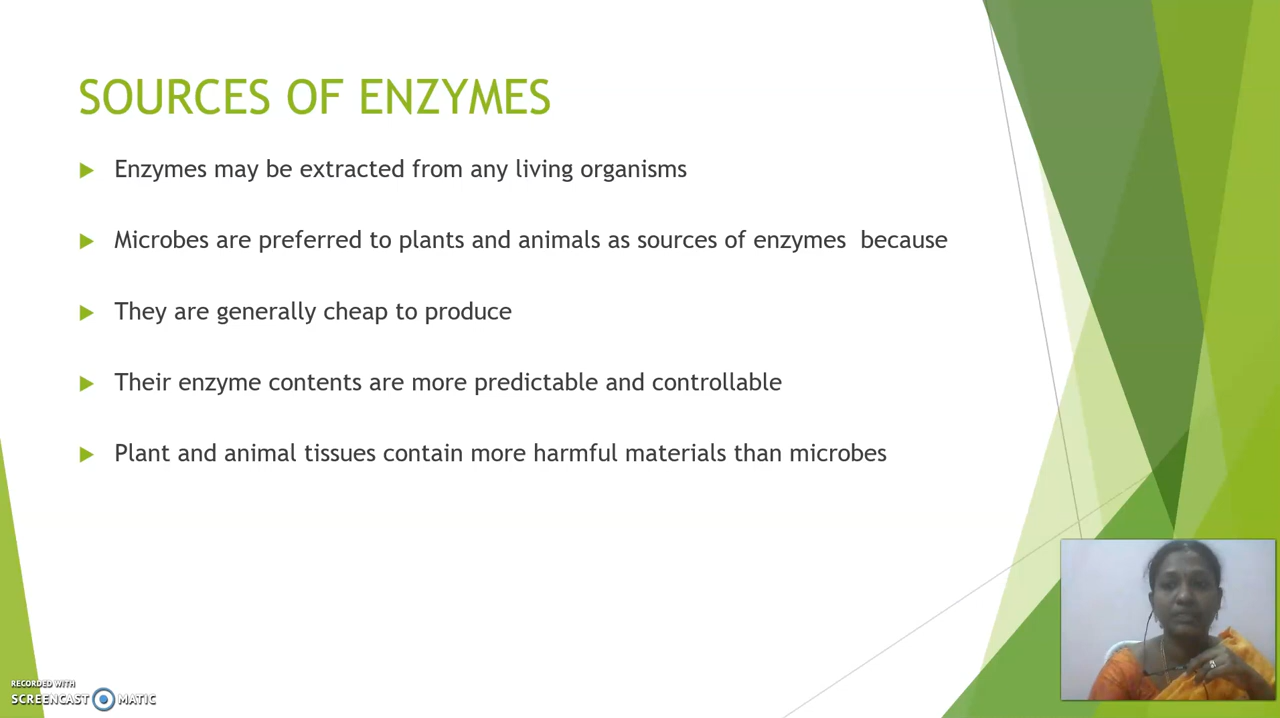 SOURCES OF ENZYMES
Enzymes may be extracted from any living organisms
Microbes are preferred to plants and animals as sources of enzymes  because
They are generally cheap to produce
Their enzyme contents are more predictable and controllable
Plant and animal tissues contain more harmful materials than microbes
RECORDED WITH
SCREENCAST MATIC